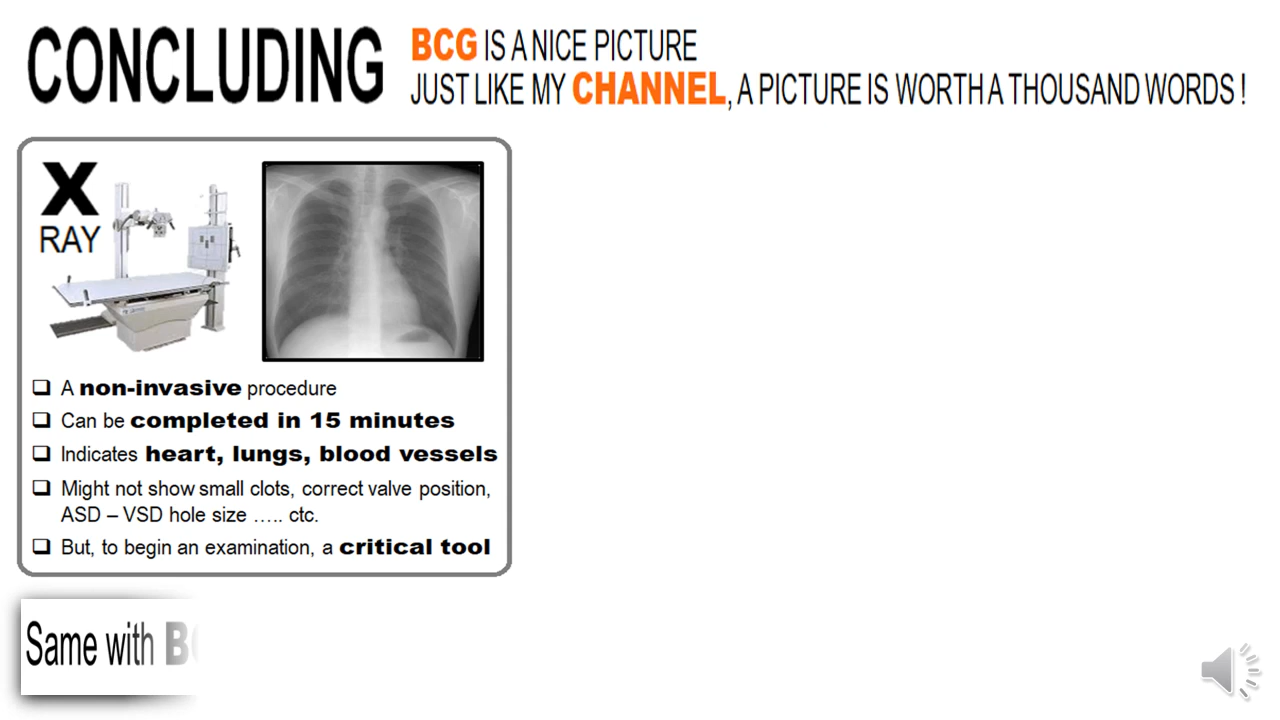 CONCLUDING
BCG IS A NICE PICTURE
JUST LIKE MY CHANNEL, A PICTURE IS WORTH A THOUSAND WORDS !
X
RAY
A non-invasive procedure
Can be completed in 15 minutes
Indicates heart, lungs, blood vessels
Might not show small clots, correct valve position,
ASD – VSD hole size ….. ctc.
But, to begin an examination, a critical tool
Same with